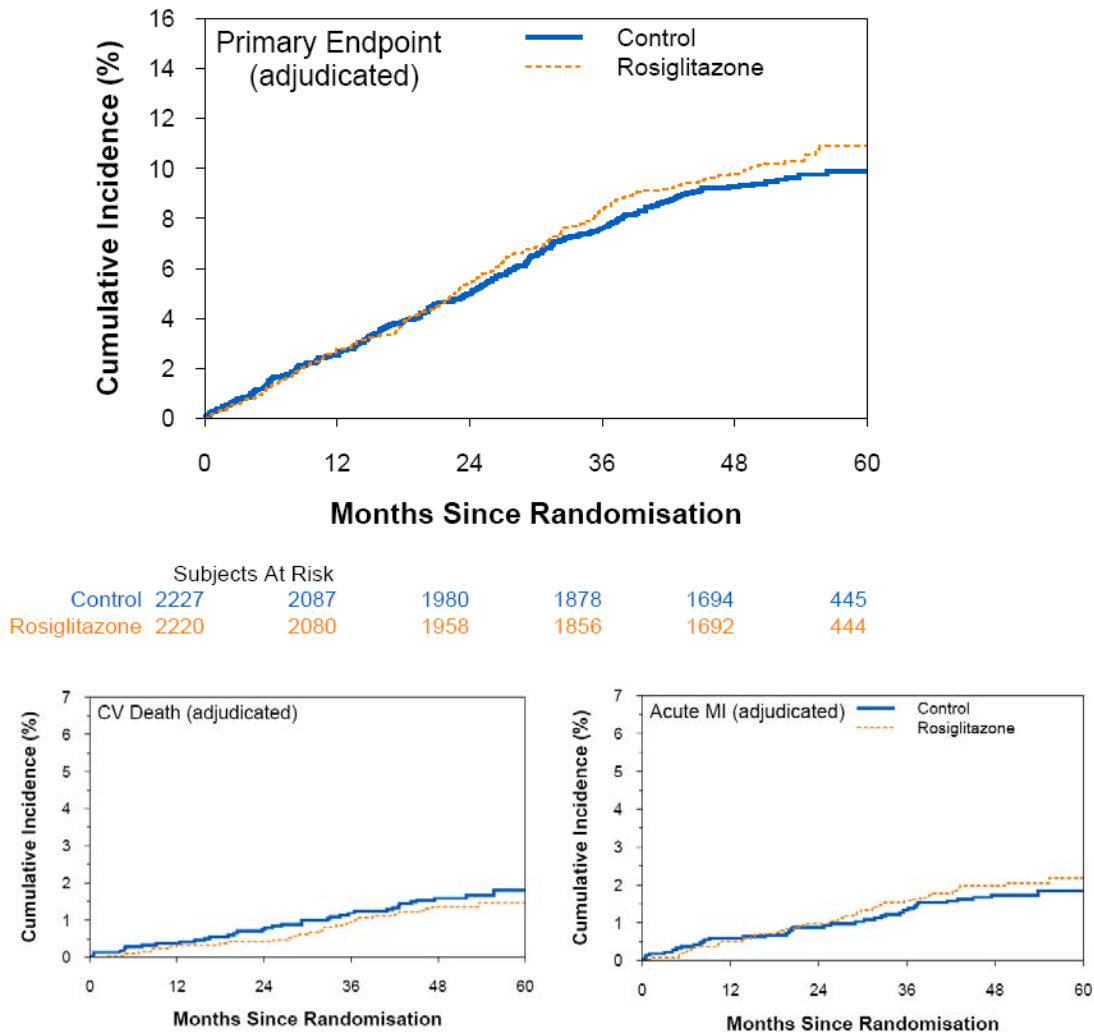 Primary Endpoint
(adjudicated)
Control
Rosiglitazone
Cumulative Incidence (%)
16
14
12
10
8
6
4
2
0
0 12 24 36 48 60
Months Since Randomisation
Subjects At Risk
Control 2227 2087 1980 1878 1694 445
Rosiglitazone 2220 2080 1958 1856 1692 444
CV Death (adjudicated)
Cumulative Incidence (%)
7
6
5
4
3
2
1
0
0 12 24 36 48 60
Months Since Randomisation
Acute MI (adjudicated)
Control
Rosiglitazone
Cumulative Incidence (%)
7
6
5
4
3
2
1
0
0 12 24 36 48 60
Months Since Randomisation